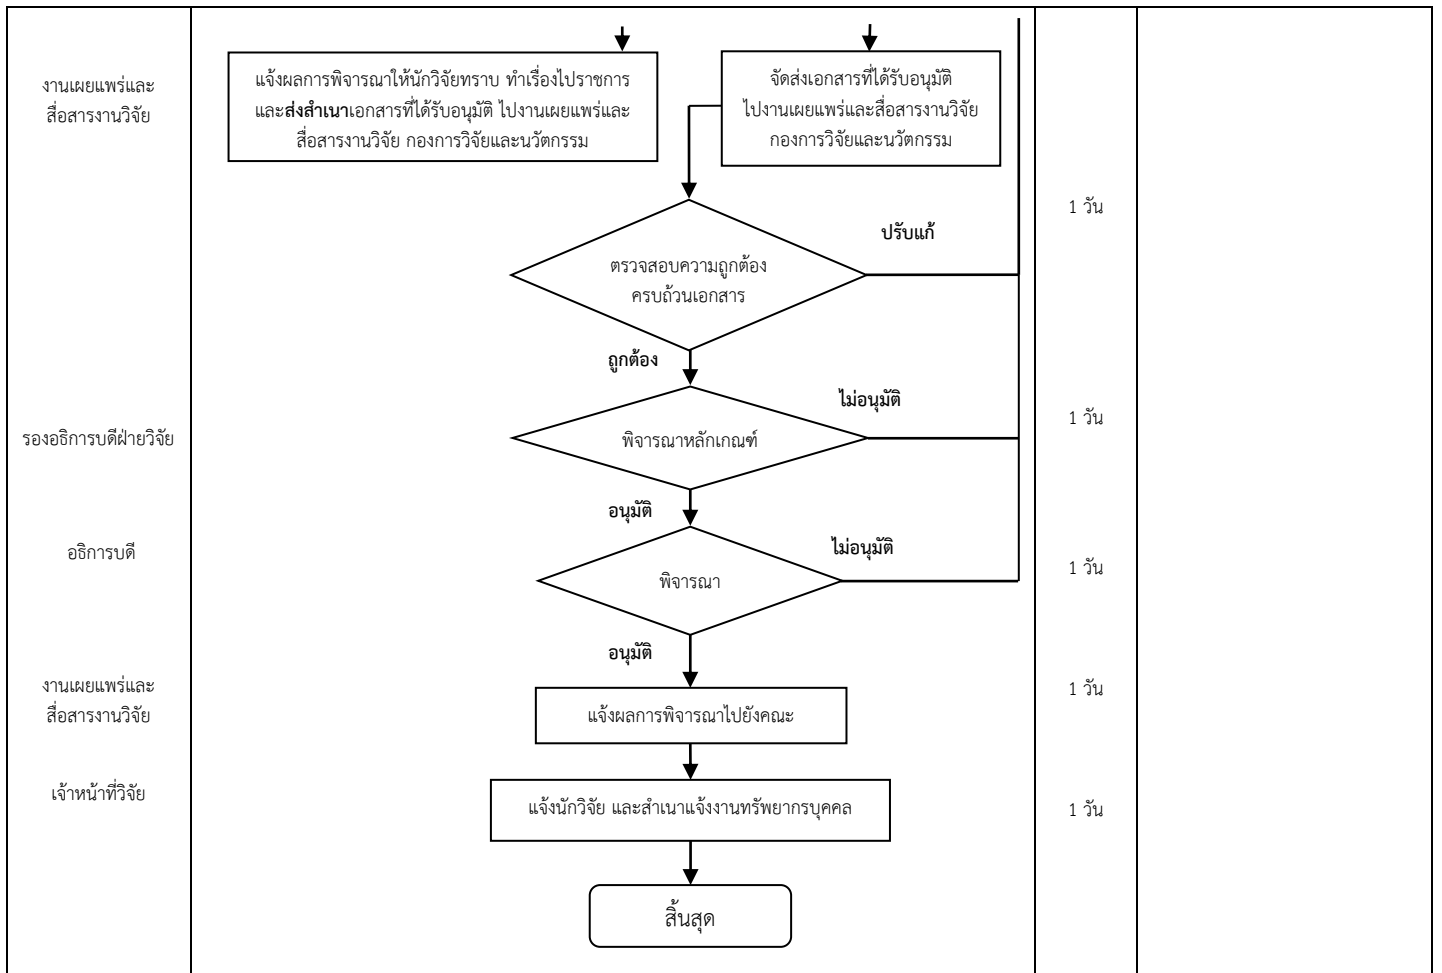 งานเผยแพร่และ
สื่อสารงานวิจัย
แจ้งผลการพิจารณาให้นักวิจัยทราบ ทำเรื่องไปราชการ
และส่งสำเนาเอกสารที่ได้รับอนุมัติ ไปงานเผยแพร่และ
สื่อสารงานวิจัย กองการวิจัยและนวัตกรรม
จัดส่งเอกสารที่ได้รับอนุมัติ
ไปงานเผยแพร่และสื่อสารงานวิจัย
กองการวิจัยและนวัตกรรม
1 วัน
ปรับแก้
ตรวจสอบความถูกต้อง
ครบถ้วนเอกสาร
ถูกต้อง
ไม่อนุมัติ
1 วัน
รองอธิการบดีฝ่ายวิจัย
พิจารณาหลักเกณฑ์
อนุมัติ
อธิการบดี
ไม่อนุมัติ
1 วัน
พิจารณา
อนุมัติ
งานเผยแพร่และ
สื่อสารงานวิจัย
แจ้งผลการพิจารณาไปยังคณะ
1 วัน
เจ้าหน้าที่วิจัย
แจ้งนักวิจัย และสำเนาแจ้งงานทรัพยากรบุคคล
1 วัน
สิ้นสุด